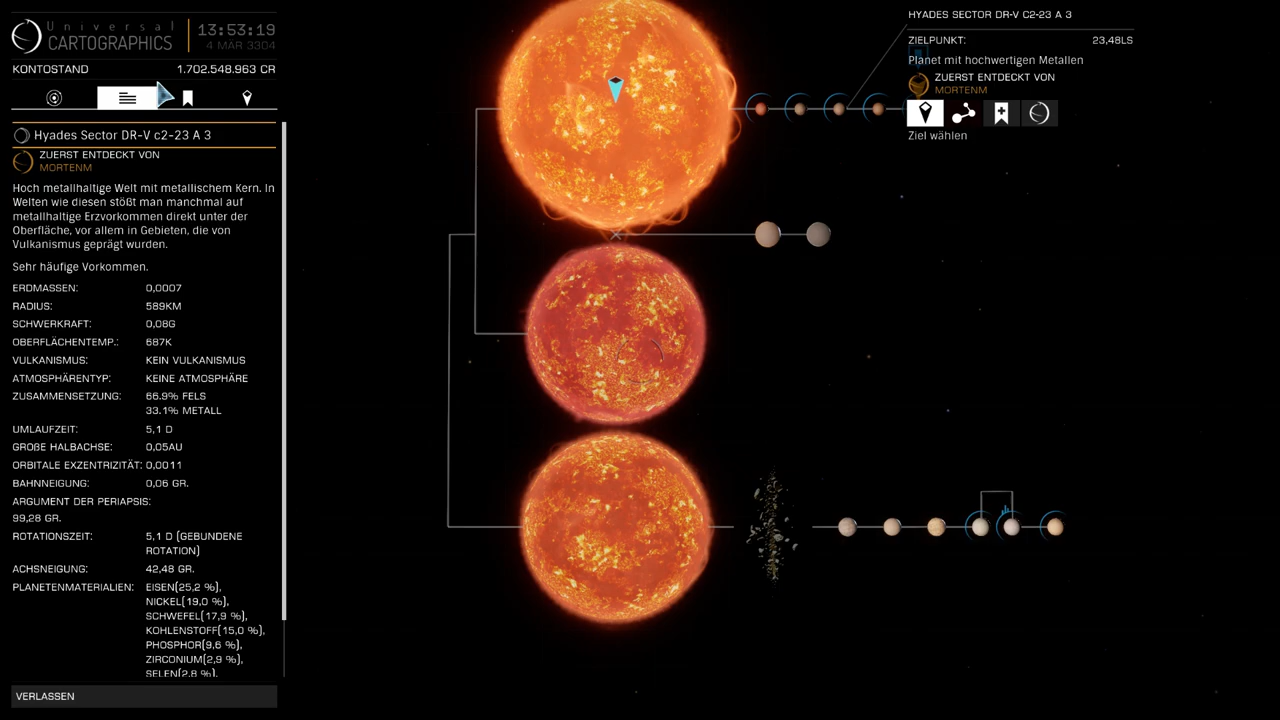 Universal
CARTOGRAPHICS
13:53:19
4 MÄR 3304
KONTOSTAND 1.702.548.963 CR
Hyades Sector DR-V c2-23 A 3
ZUERST ENTDECKT VON
MORTENM
Hoch metallhaltige Welt mit metallischem Kern. In
Welten wie diesen stößt man manchmal auf
metallhaltige Erzvorkommen direkt unter der
Oberfläche, vor allem in Gebieten, die von
Vulkanismus geprägt wurden.
Sehr häufige Vorkommen.
ERDMASSEN: 0,0007
RADIUS: 589KM
SCHWERKRAFT: 0,08G
OBERFLÄCHENTEMP.: 687K
VULKANISMUS: KEIN VULKANISMUS
ATMOSPHÄRENTYP: KEINE ATMOSPHÄRE
ZUSAMMENSETZUNG: 66.9% FELS
33.1% METALL
UMLAUFZEIT: 5,1 D
GROßE HALBACHSE: 0,05AU
ORBITALE EXZENTRIZITÄT: 0,0011
BAHNNEIGUNG: 0,06 GR.
ARGUMENT DER PERIAPSIS:
99,28 GR.
ROTATIONSZEIT: 5,1 D (GEBUNDENE
ROTATION)
ACHSNEIGUNG: 42,48 GR.
PLANETENMATERIALIEN: EISEN(25,2 %),
NICKEL(19,0 %),
SCHWEFEL(17,9 %),
KOHLENSTOFF(15,0 %),
PHOSPHOR(9,6 %),
ZIRCONIUM(2,9 %),
SELEN(2,8 %),
VERLASSEN
HYADES SECTOR DR-V C2-23 A 3
ZIELPUNKT: 23,48LS
Planet mit hochwertigen Metallen
ZUERST ENTDECKT VON
MORTENM
Ziel wählen